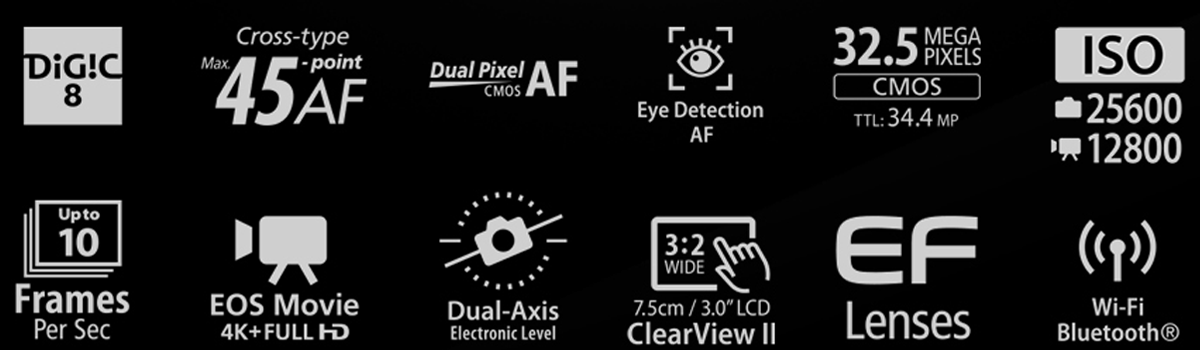 DiG!C
8
Cross-type
Max. 45-point AF
Dual Pixel
CMOS AF
Eye Detection
AF
32.5 MEGA
PIXELS
CMOS
TTL: 34.4 MP
ISO
25600
12800
Up to
10
Frames
Per Sec
EOS Movie
4K+FULL HD
Dual-Axis
Electronic Level
3:2
WIDE
7.5cm / 3.0” LCD
ClearView II
EF
Lenses
Wi-Fi
Bluetooth®